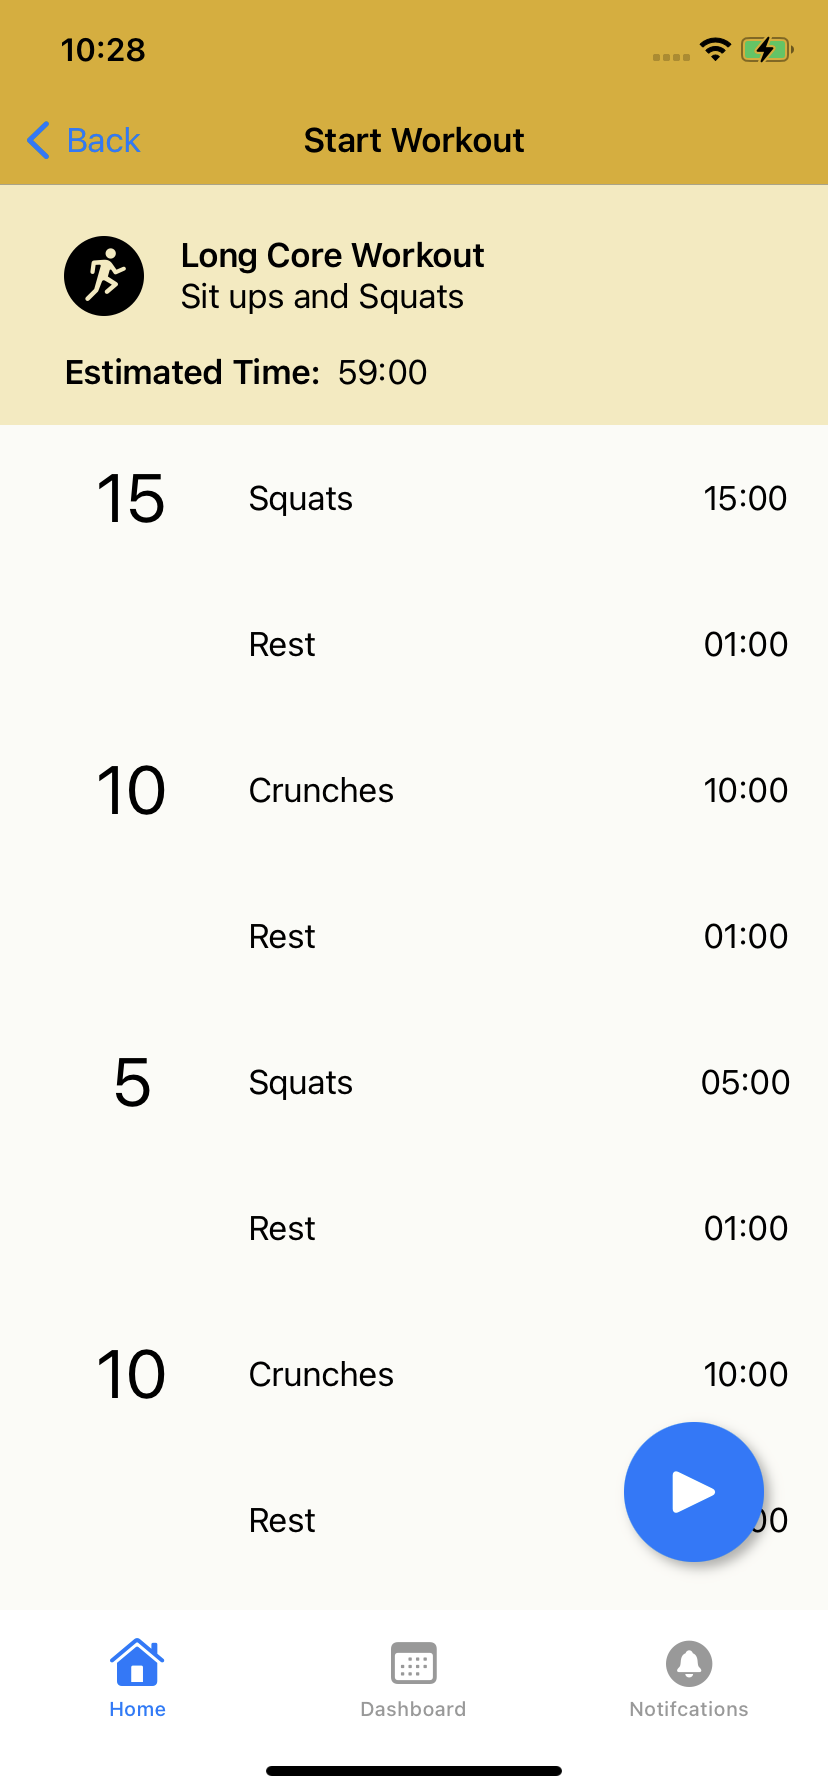 10:28
Back
Start Workout
Long Core Workout
Sit ups and Squats
Estimated Time: 59:00
15 Squats 15:00
Rest 01:00
10 Crunches 10:00
Rest 01:00
5 Squats 05:00
Rest 01:00
10 Crunches 10:00
Rest
Home Dashboard Notifcations